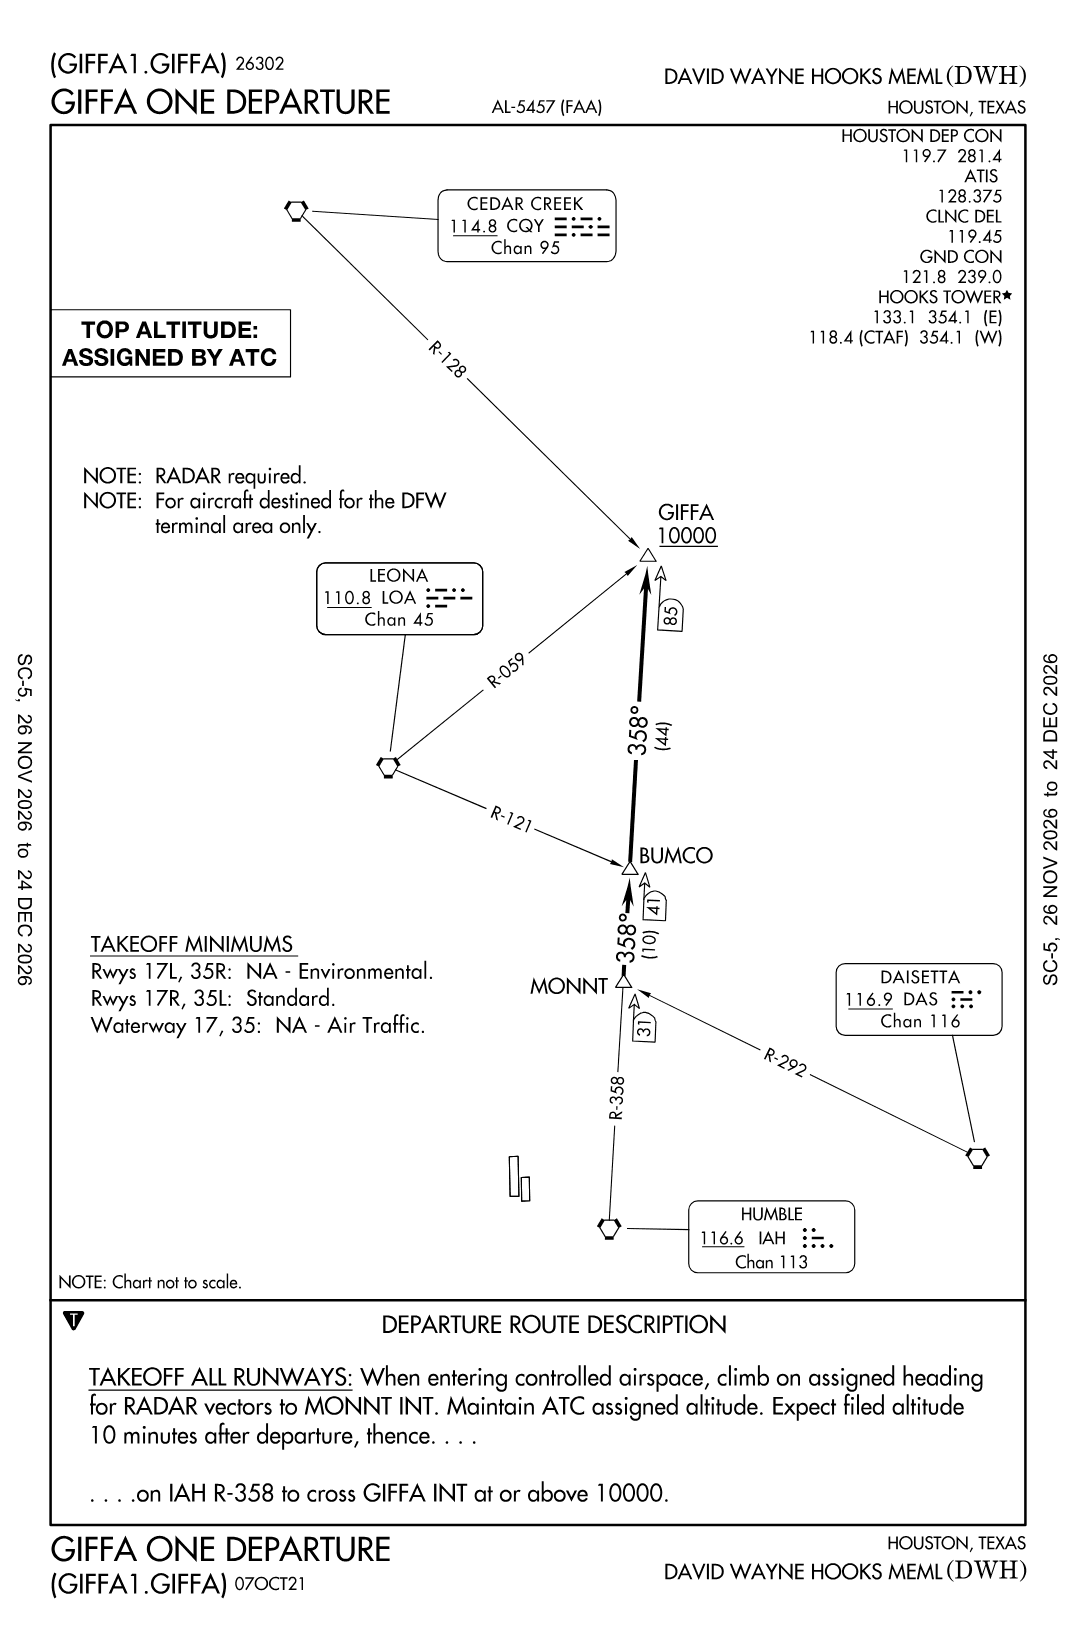 (GIFFA1.GIFFA) 26302
GIFFA ONE DEPARTURE
AL-5457 (FAA)
DAVID WAYNE HOOKS MEML (DWH)
HOUSTON, TEXAS
HOUSTON DEP CON
119.7 281.4
ATIS
128.375
CLNC DEL
119.45
GND CON
121.8 239.0
HOOKS TOWER★
133.1 354.1 (E)
118.4 (CTAF) 354.1 (W)
CEDAR CREEK
114.8 CQY
Chan 95
TOP ALTITUDE:
ASSIGNED BY ATC
R-128
NOTE: RADAR required.
NOTE: For aircraft destined for the DFW
terminal area only.
GIFFA
10000
LEONA
110.8 LOA
Chan 45
85
R-059
358°
(44)
R-121
BUMCO
41
358°
(10)
MONNT
31
TAKEOFF MINIMUMS
Rwys 17L, 35R: NA - Environmental.
Rwys 17R, 35L: Standard.
Waterway 17, 35: NA - Air Traffic.
DAISETTA
116.9 DAS
Chan 116
R-292
R-358
HUMBLE
116.6 IAH
Chan 113
NOTE: Chart not to scale.
SC-5, 26 NOV 2026 to 24 DEC 2026
SC-5, 26 NOV 2026 to 24 DEC 2026
T
DEPARTURE ROUTE DESCRIPTION
TAKEOFF ALL RUNWAYS: When entering controlled airspace, climb on assigned heading
for RADAR vectors to MONNT INT. Maintain ATC assigned altitude. Expect filed altitude
10 minutes after departure, thence. . . .
. . . .on IAH R-358 to cross GIFFA INT at or above 10000.
GIFFA ONE DEPARTURE
(GIFFA1.GIFFA) 07OCT21
HOUSTON, TEXAS
DAVID WAYNE HOOKS MEML (DWH)